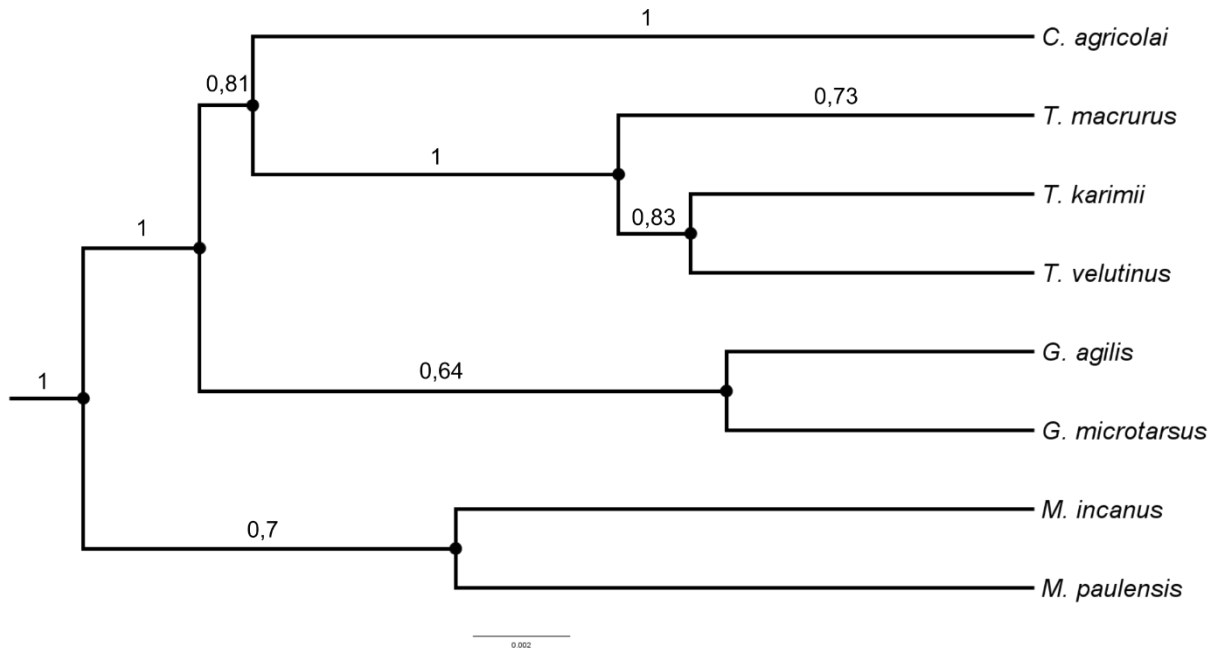 1
C. agricolai
0,81
0,73
T. macrurus
1
T. karimii
0,83
1
T. velutinus
G. agilis
0,64
1
G. microtarsus
M. incanus
0,7
M. paulensis
0.002